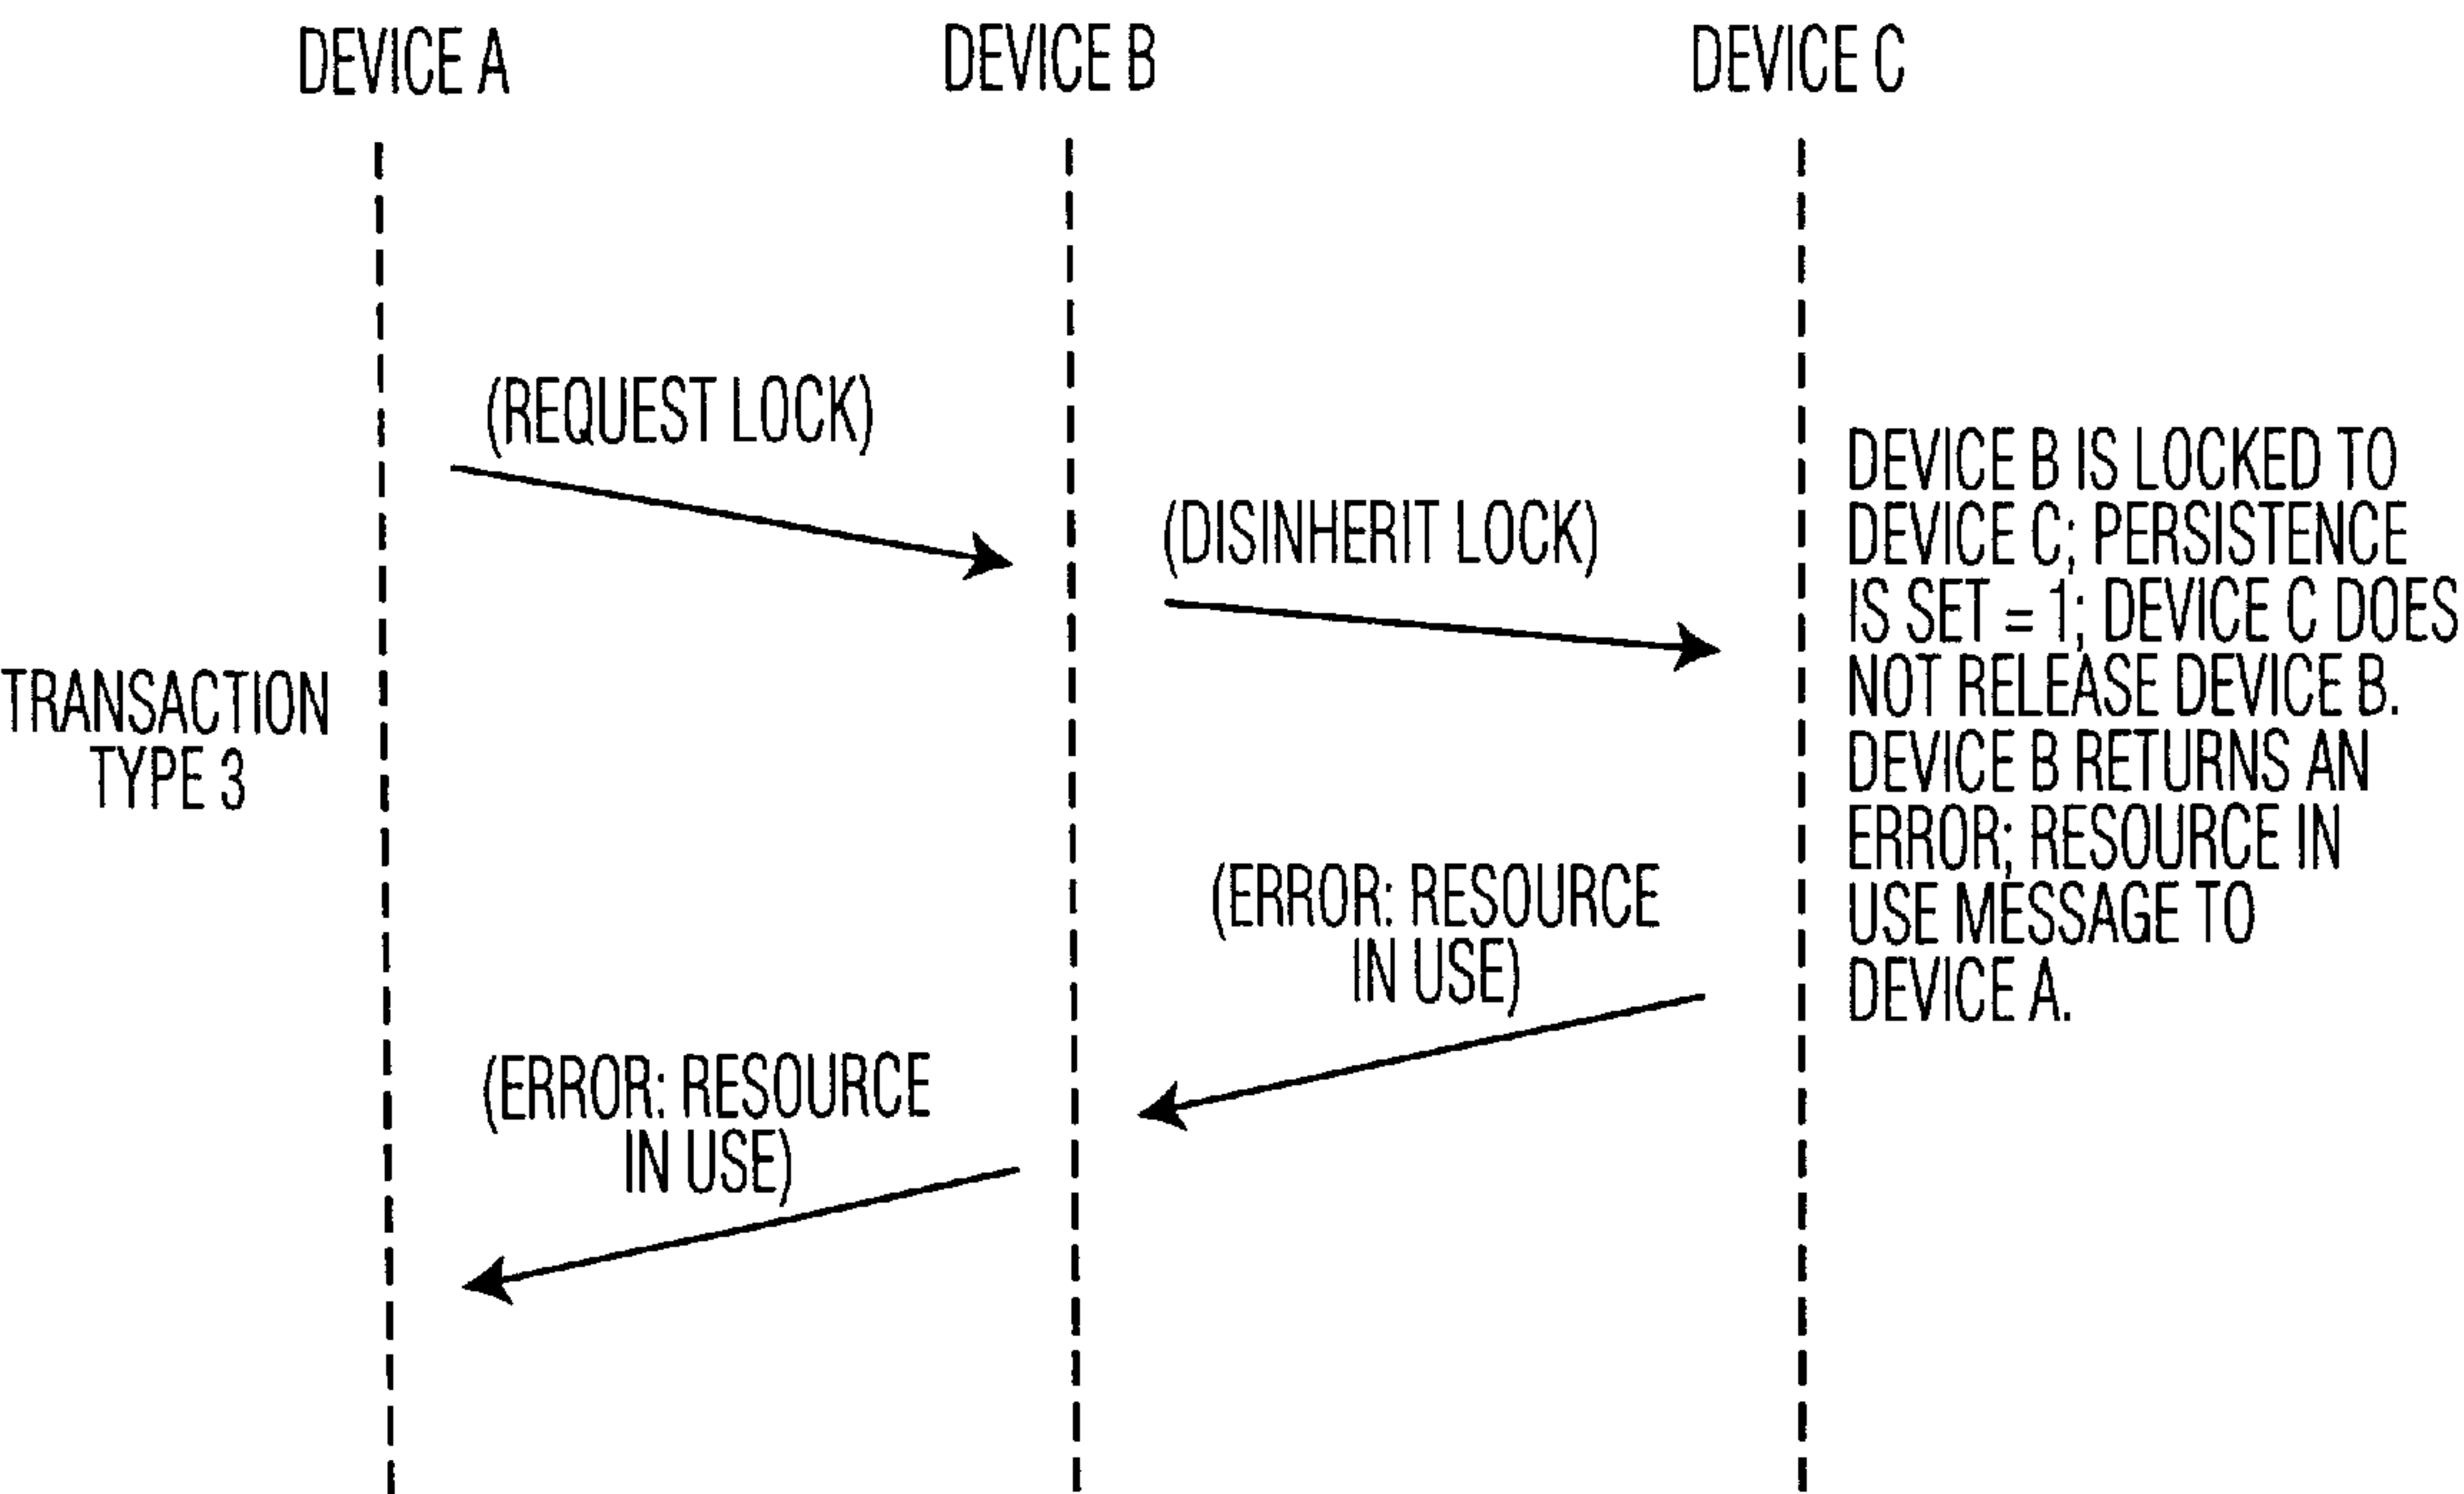 DEVICE A
DEVICE B
DEVICE C
(REQUEST LOCK)
(DISINHERIT LOCK)
DEVICE B IS LOCKED TO
DEVICE C; PERSISTENCE
IS SET = 1; DEVICE C DOES
NOT RELEASE DEVICE B.
DEVICE B RETURNS AN
ERROR; RESOURCE IN
USE MESSAGE TO
DEVICE A.
TRANSACTION
TYPE 3
(ERROR: RESOURCE
IN USE)
(ERROR: RESOURCE
IN USE)